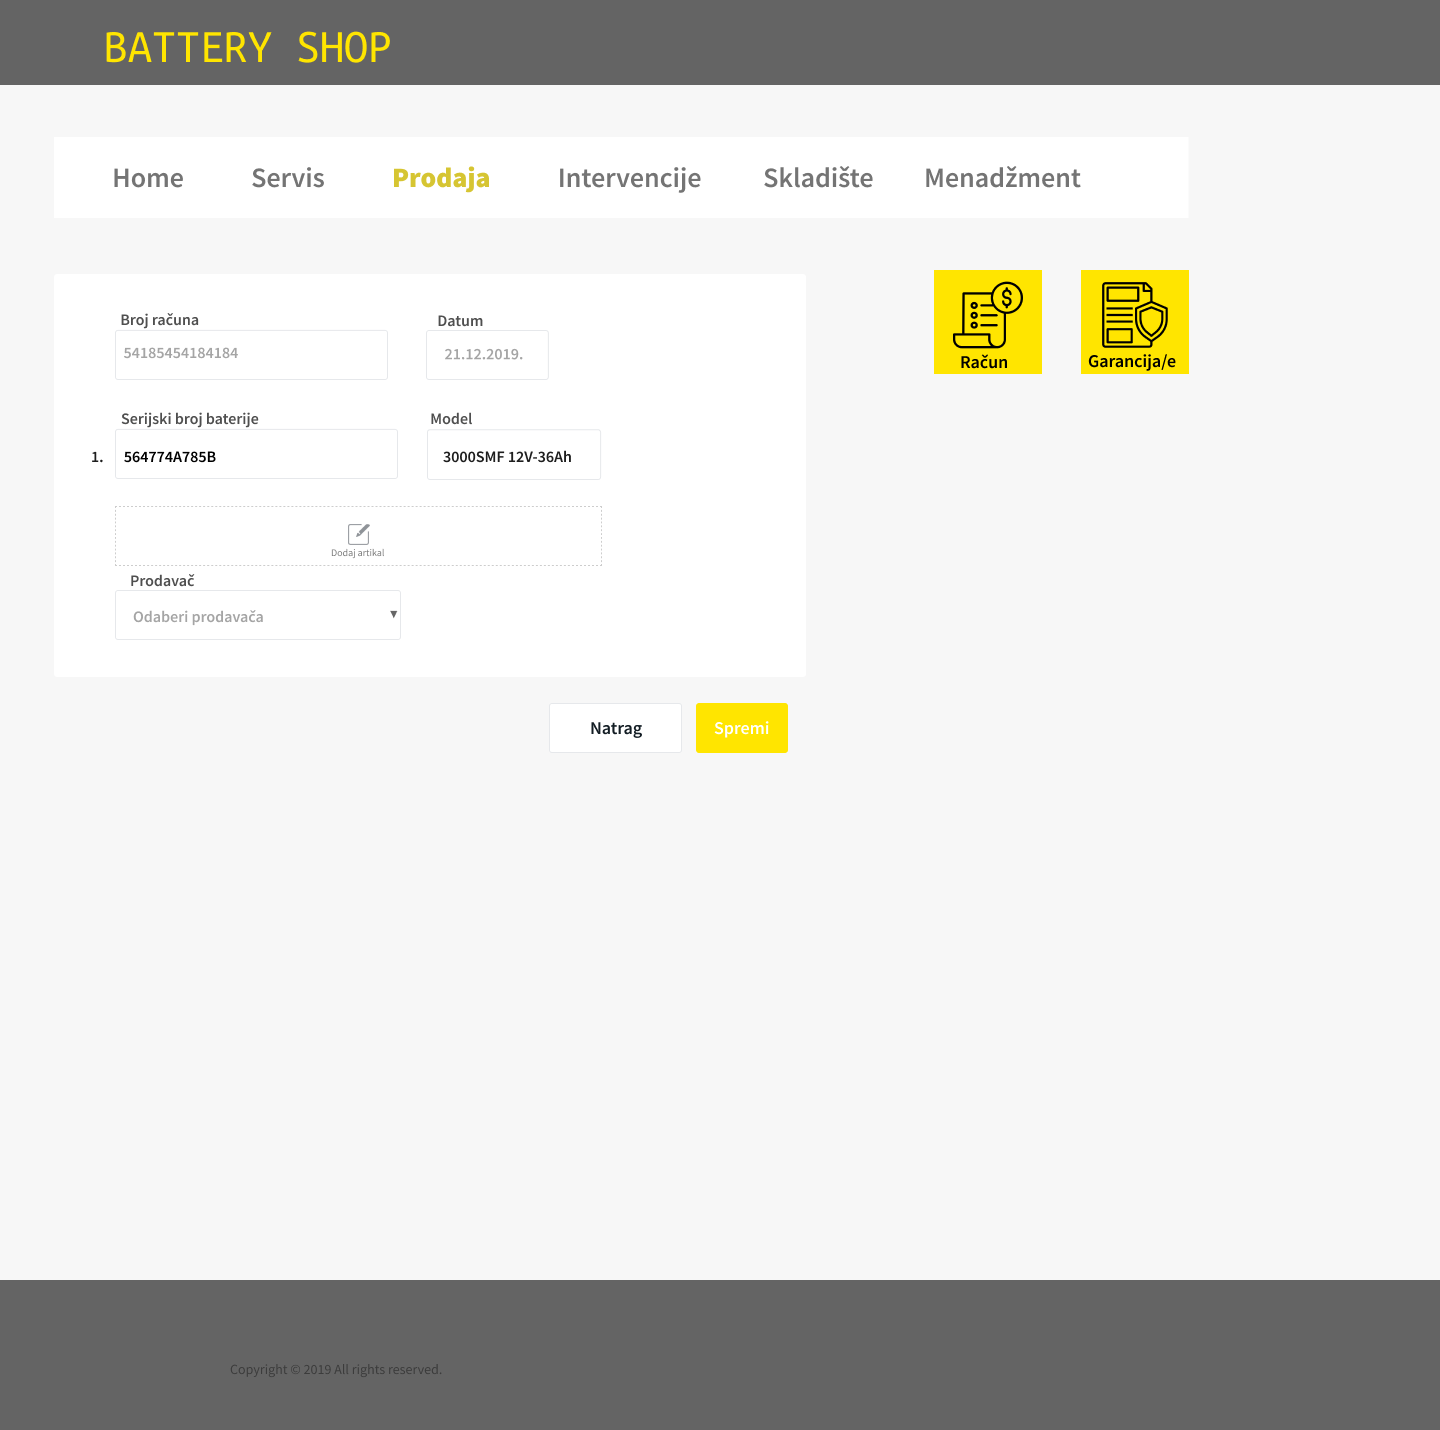 BATTERY SHOP
Home Servis Prodaja Intervencije Skladište Menadžment
Broj računa Datum
54185454184184 21.12.2019.
Račun Garancija/e
Serijski broj baterije Model
1. 564774A785B 3000SMF 12V-36Ah
Dodaj artikal
Prodavač
Odaberi prodavača ▾
Natrag Spremi
Copyright © 2019 All rights reserved.